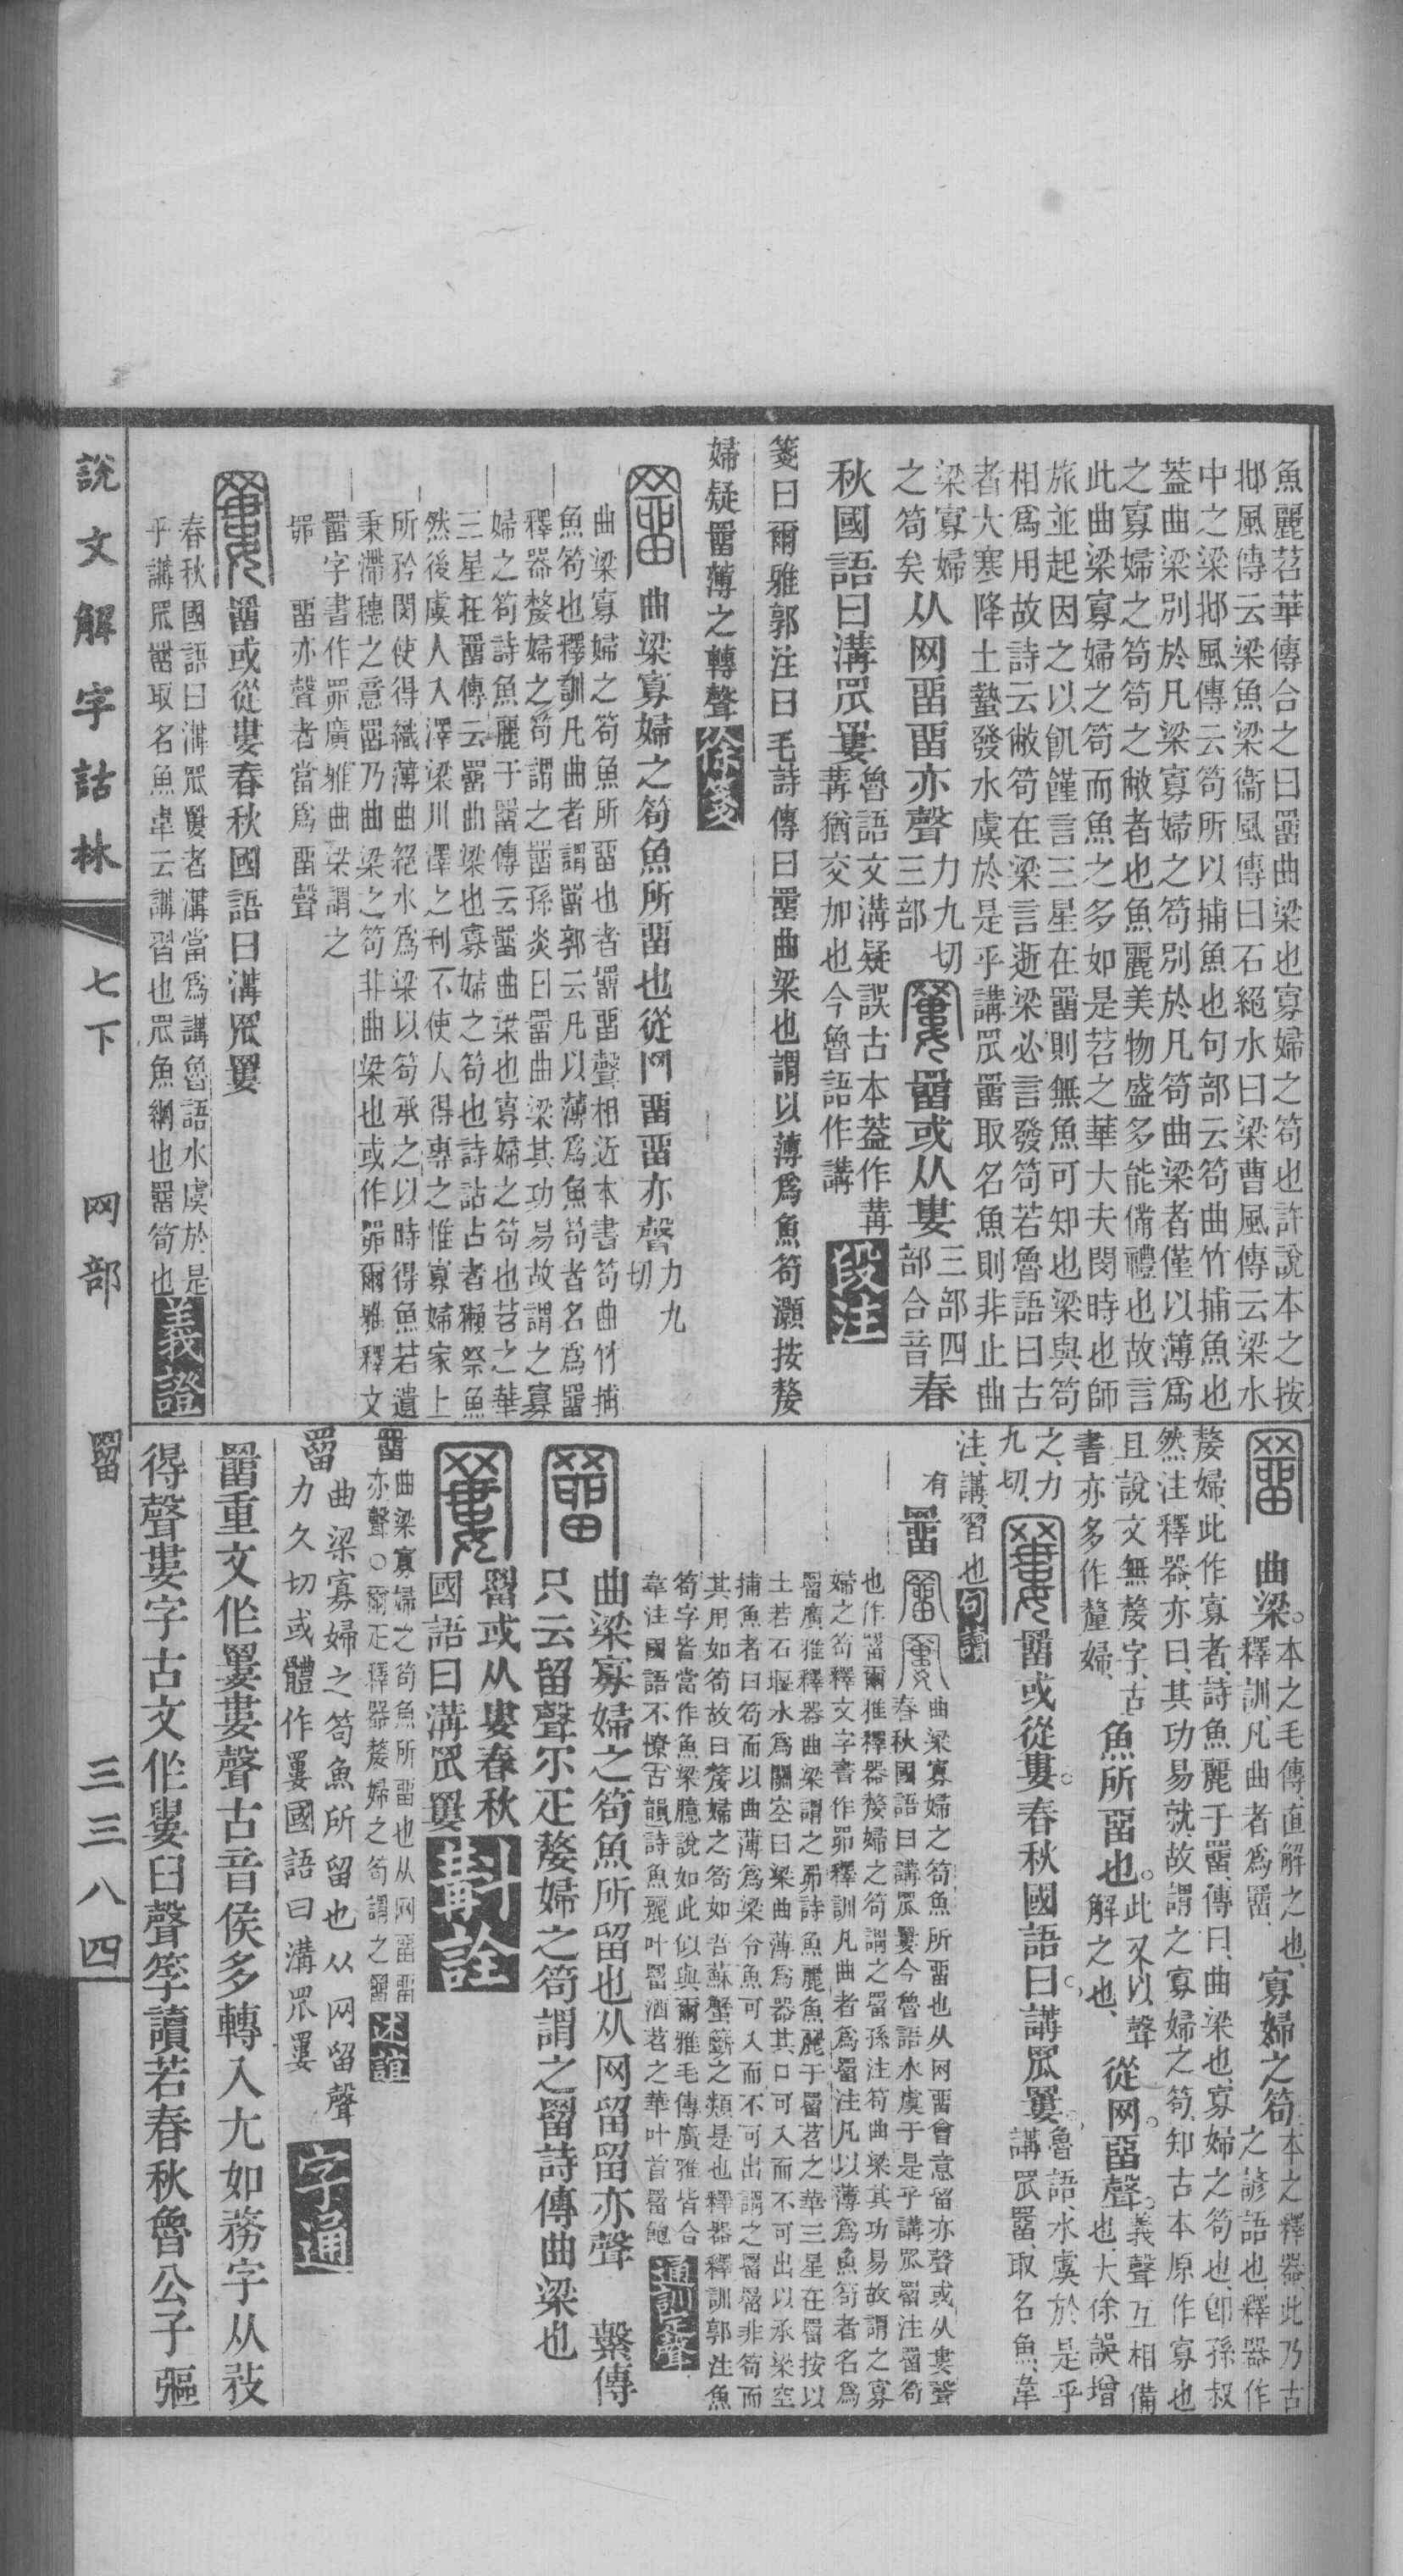 魚麗苕華傳合之曰罶曲梁也寡婦之笱也許說本之按
邶風傳云梁魚梁衞風傳曰石絕水曰梁曹風傳云梁水
中之梁邶風傳云笱所以捕魚也句部云笱曲竹捕魚也
葢曲梁別於凡梁寡婦之笱別於凡笱曲梁者僅以薄爲
之寡婦之笱笱之敝者也魚麗美物盛多能備禮也故言
此曲梁寡婦之笱而魚之多如是苕之華大夫閔時也師
旅並起因之以飢饉言三星在罶則無魚可知也梁與笱
相爲用故詩云敝笱在梁言逝梁必言發笱若魯語曰古
者大寒降土蟄發水虞於是乎講罛罶取名魚則非止曲
梁寡婦
之笱矣
从网畱畱亦聲
力九切
三部
罶或从婁
三部四
部合音
春
秋國語曰溝罛䍣
魯語文溝疑誤古本葢作冓
冓猶交加也今魯語作講
段注
箋曰爾雅郭注曰毛詩傳曰罶曲梁也謂以薄爲魚笱灝按嫠
婦疑罶薄之轉聲
徐箋
曲梁寡婦之笱魚所畱也從网畱畱亦聲
力九
切
曲梁寡婦之笱魚所畱也者罶畱聲相近本書笱曲竹捕
魚笱也釋訓凡曲者謂罶郭云凡以薄爲魚笱者名爲罶
釋器嫠婦之笱謂之罶孫炎曰罶曲梁其功易故謂之寡
婦之笱詩魚麗于罶傳云罶曲梁也寡婦之笱也苕之華
三星在罶傳云罶曲梁也寡婦之笱也詩詁占者獺祭魚
然後虞人入澤梁川澤之利不使人得專之惟寡婦家上
所矜閔使得織薄曲絕水爲梁以笱承之以時得魚若遺
秉滯穗之意罶乃曲梁之笱非曲梁也或作罶爾雅釋文
罶字書作罶廣雅曲梁謂之
罶 畱亦聲者當爲畱聲
罶或從婁春秋國語曰溝罛䍣
春秋國語曰溝罛䍣者溝當爲講魯語水虞於是
乎講罛罶取名魚韋云講習也罛魚網也罶笱也
義證
曲梁。
本之毛傳、直解之也、
釋訓、凡曲者爲罶、
寡婦之笱
本之釋器、此乃古
之諺語也、釋器作
嫠婦、此作寡者、詩魚麗于罶、傳曰、曲梁也、寡婦之笱也、卽孫叔
然注釋器、亦曰、其功易就、故謂之寡婦之笱、知古本原作寡也、
且說文無嫠字、古
書亦多作釐婦、
魚所畱也。
此又以聲
解之也、
從网。畱聲。
義聲互相備
也、大徐誤增
之、力
九切、
罶或從婁。春秋國語曰。講罛䍣。
魯語、水虞於是乎
講罛罶、取名魚、韋
注、講、習也
句讀
有
罶
曲梁寡婦之笱魚所畱也从网畱會意留亦聲或从婁聲
春秋國語曰講罛䍣今魯語水虞于是乎講罛罶注罶笱
也作罶爾雅釋器嫠婦之笱謂之罶孫注笱曲梁其功易故謂之寡
婦之笱釋文字書作罶釋訓凡曲者爲罶注凡以薄爲魚笱者名爲
罶廣雅釋器曲梁謂之罶詩魚麗魚麗于罶苕之華三星在罶按以
土若石堰水爲關空曰梁曲薄爲器其口可入而不可出以承梁空
捕魚者曰笱而以曲薄爲梁令魚可入而不可出謂之罶罶非笱而
其用如笱故曰嫠婦之笱如吾蘇蟹籪之類是也釋器釋訓郭注魚
笱字皆當作魚梁臆說如此似與爾雅毛傳廣雅皆合
韋注國語不憭古韻詩魚麗叶罶酒苕之華叶首罶飽
通訓定聲
曲梁寡婦之笱魚所留也从网留留亦聲 繫傳
只云留聲尒疋嫠婦之笱謂之罶詩傳曲梁也
罶或从婁春秋
國語曰溝罛䍣
斠詮
罶
曲梁寡婦之笱魚所畱也从网畱畱
亦聲○爾疋釋器嫠婦之笱謂之罶
述誼
罶
曲梁寡婦之笱魚所留也从网留聲
力久切或體作䍣國語曰溝罛䍣
字通
罶重文作䍣婁聲古音侯多轉入尤如務字从敄
得聲婁字古文作㜢臼聲孚讀若春秋魯公子彄
說文解字詁林
七下
网部
罶
三三八四